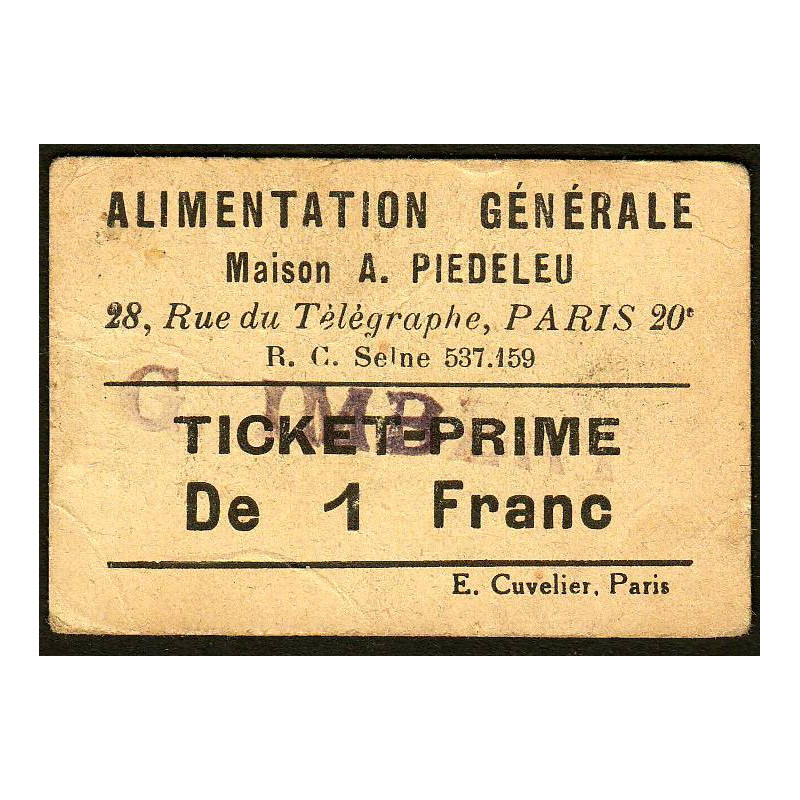 ALIMENTATION GÉNÉRALE
Maison A. PIEDELEU
28, Rue du Télégraphe, PARIS 20e
R. C. Seine 537.159
TICKET-PRIME
De 1 Franc
E. Cuvelier, Paris